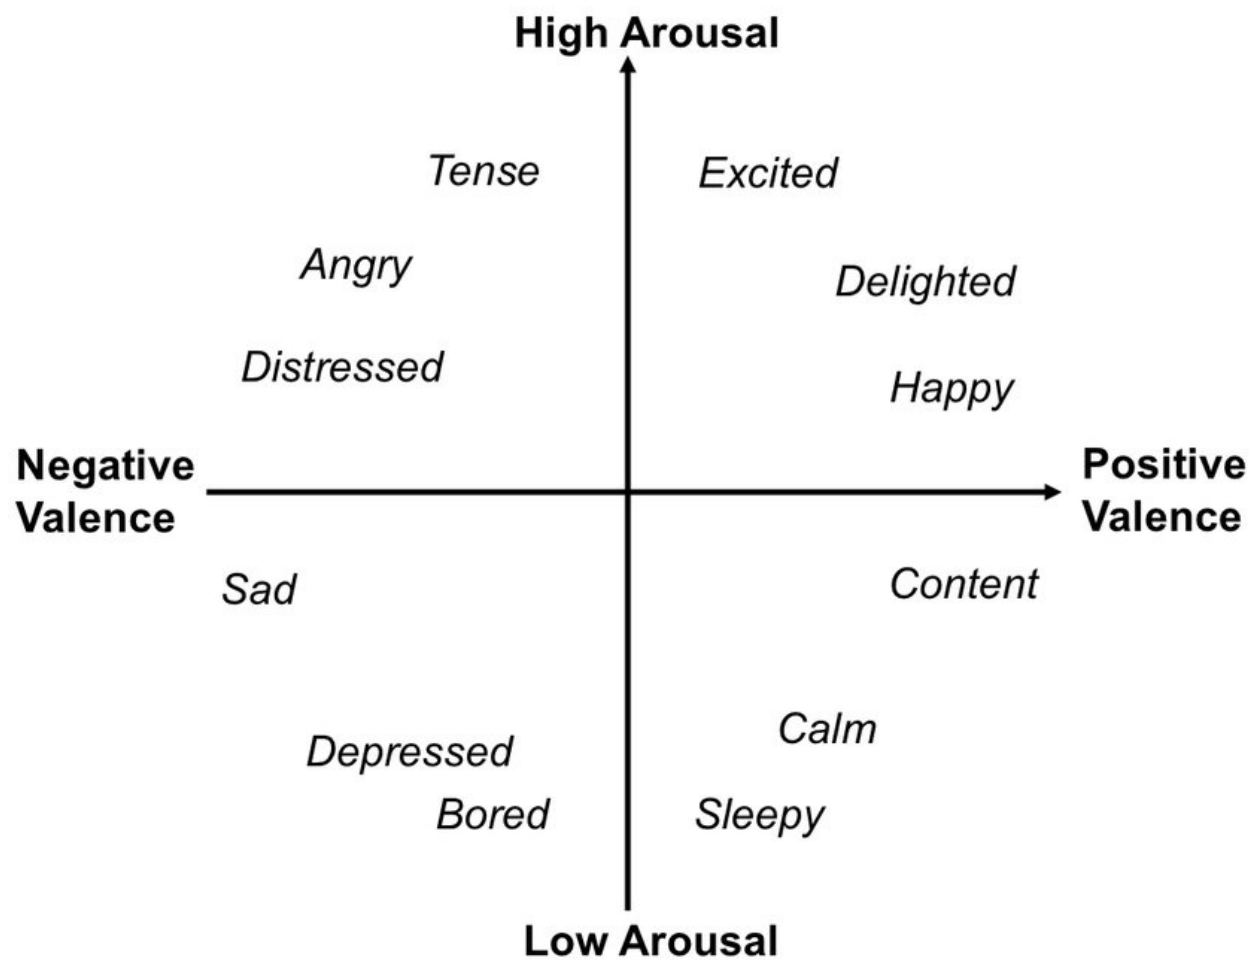 High Arousal
Tense
Excited
Angry
Delighted
Distressed
Happy
Negative
Valence
Positive
Valence
Sad
Content
Depressed
Calm
Bored
Sleepy
Low Arousal